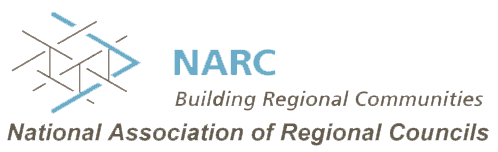 NARC
Building Regional Communities
National Association of Regional Councils